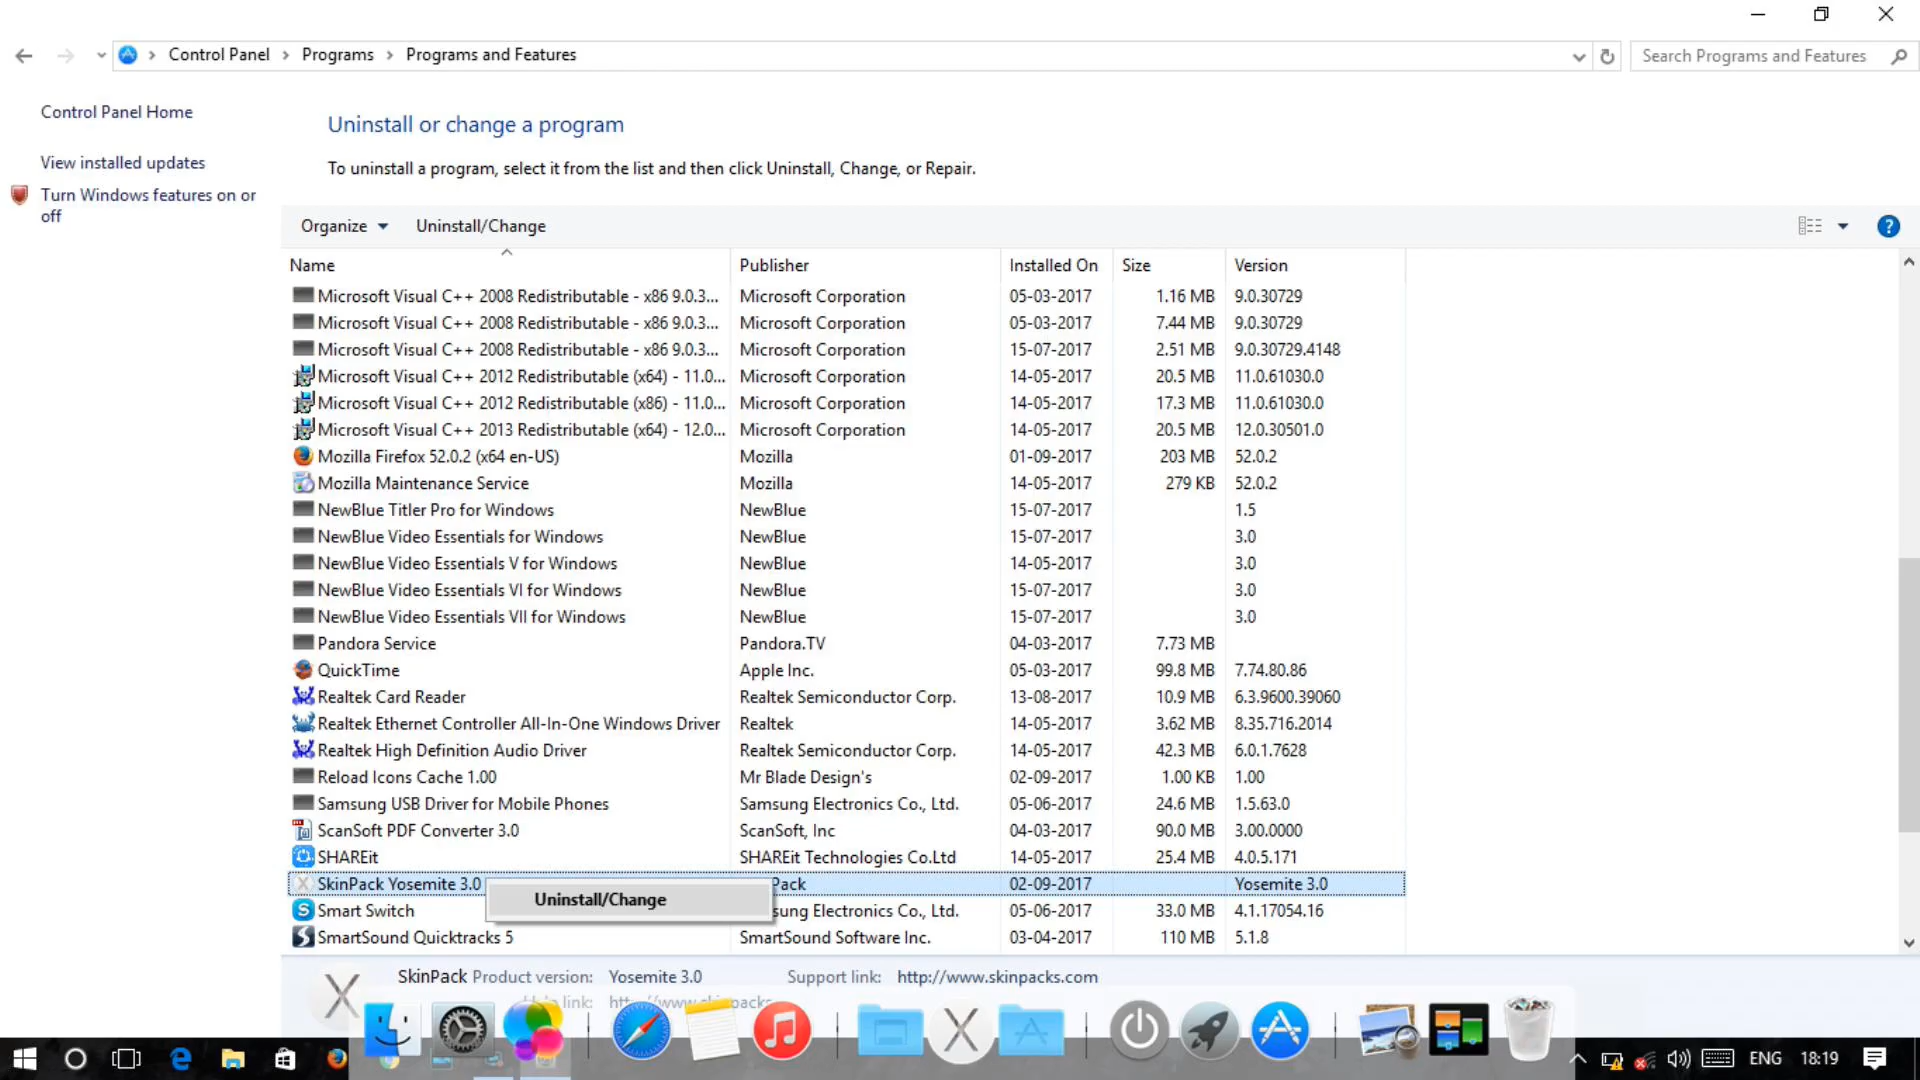 Control Panel > Programs > Programs and Features
Search Programs and Features
Control Panel Home
View installed updates
Turn Windows features on or
off
Uninstall or change a program
To uninstall a program, select it from the list and then click Uninstall, Change, or Repair.
Organize Uninstall/Change
Name Publisher Installed On Size Version
Microsoft Visual C++ 2008 Redistributable - x86 9.0.3... Microsoft Corporation 05-03-2017 1.16 MB 9.0.30729
Microsoft Visual C++ 2008 Redistributable - x86 9.0.3... Microsoft Corporation 05-03-2017 7.44 MB 9.0.30729
Microsoft Visual C++ 2008 Redistributable - x86 9.0.3... Microsoft Corporation 15-07-2017 2.51 MB 9.0.30729.4148
Microsoft Visual C++ 2012 Redistributable (x64) - 11.0... Microsoft Corporation 14-05-2017 20.5 MB 11.0.61030.0
Microsoft Visual C++ 2012 Redistributable (x86) - 11.0... Microsoft Corporation 14-05-2017 17.3 MB 11.0.61030.0
Microsoft Visual C++ 2013 Redistributable (x64) - 12.0... Microsoft Corporation 14-05-2017 20.5 MB 12.0.30501.0
Mozilla Firefox 52.0.2 (x64 en-US) Mozilla 01-09-2017 203 MB 52.0.2
Mozilla Maintenance Service Mozilla 14-05-2017 279 KB 52.0.2
NewBlue Titler Pro for Windows NewBlue 15-07-2017 1.5
NewBlue Video Essentials for Windows NewBlue 15-07-2017 3.0
NewBlue Video Essentials V for Windows NewBlue 14-05-2017 3.0
NewBlue Video Essentials VI for Windows NewBlue 15-07-2017 3.0
NewBlue Video Essentials VII for Windows NewBlue 15-07-2017 3.0
Pandora Service Pandora.TV 04-03-2017 7.73 MB
QuickTime Apple Inc. 05-03-2017 99.8 MB 7.74.80.86
Realtek Card Reader Realtek Semiconductor Corp. 13-08-2017 10.9 MB 6.3.9600.39060
Realtek Ethernet Controller All-In-One Windows Driver Realtek 14-05-2017 3.62 MB 8.35.716.2014
Realtek High Definition Audio Driver Realtek Semiconductor Corp. 14-05-2017 42.3 MB 6.0.1.7628
Reload Icons Cache 1.00 Mr Blade Design's 02-09-2017 1.00 KB 1.00
Samsung USB Driver for Mobile Phones Samsung Electronics Co., Ltd. 05-06-2017 24.6 MB 1.5.63.0
ScanSoft PDF Converter 3.0 ScanSoft, Inc 04-03-2017 90.0 MB 3.00.0000
SHAREit SHAREit Technologies Co.Ltd 14-05-2017 25.4 MB 4.0.5.171
SkinPack Yosemite 3.0 Pack 02-09-2017 Yosemite 3.0
Uninstall/Change
Smart Switch sung Electronics Co., Ltd. 05-06-2017 33.0 MB 4.1.17054.16
SmartSound Quicktracks 5 SmartSound Software Inc. 03-04-2017 110 MB 5.1.8
SkinPack Product version: Yosemite 3.0 Support link: http://www.skinpacks.com
link: http://www.skinpacks
ENG 18:19